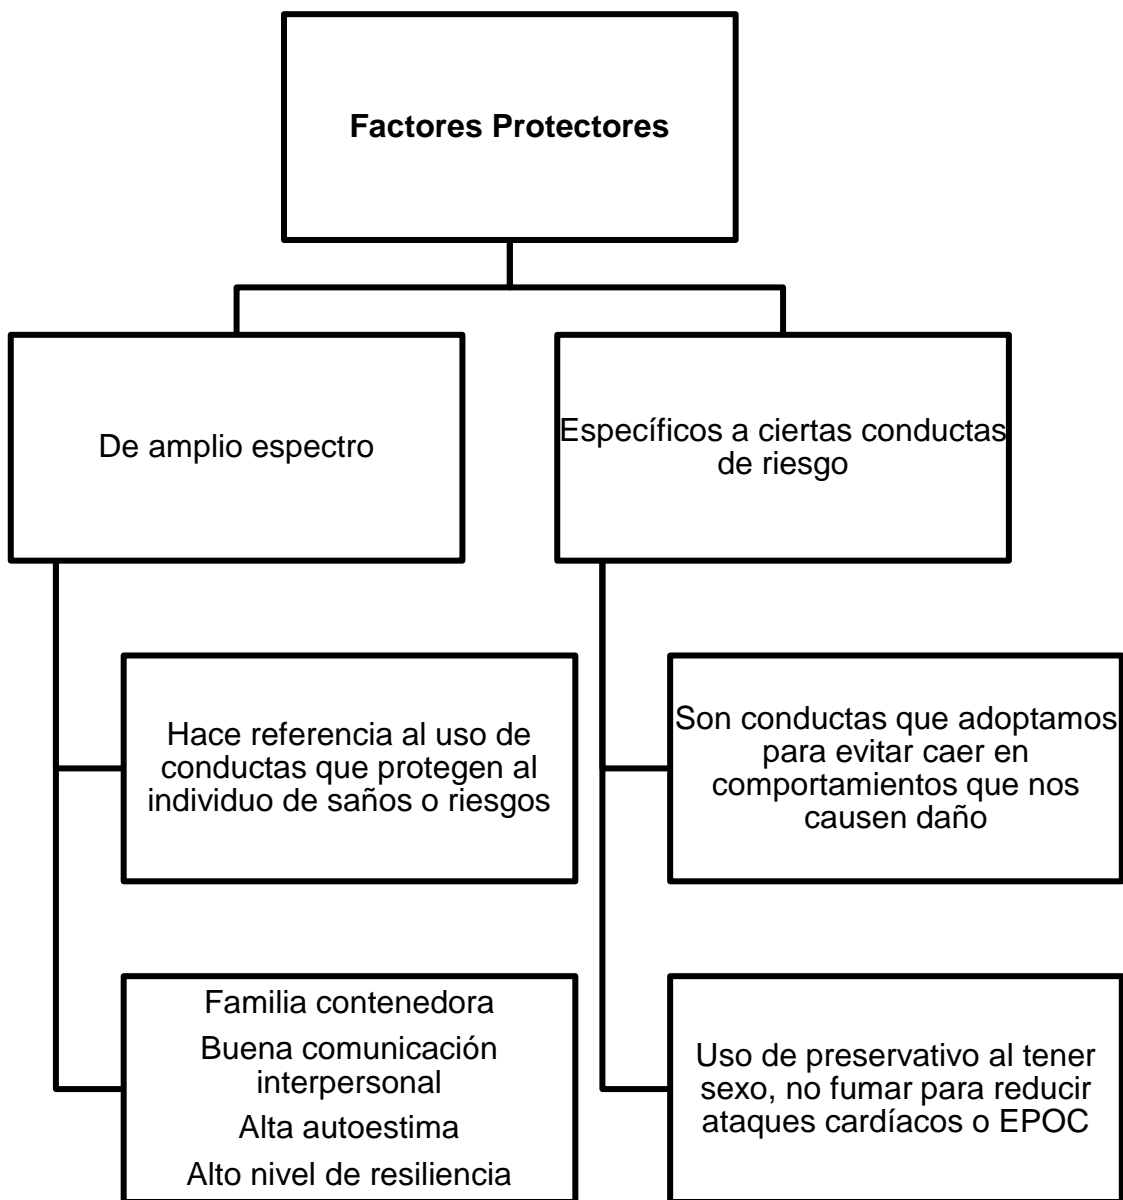 Factores Protectores
De amplio espectro
Específicos a ciertas conductas
de riesgo
Hace referencia al uso de
conductas que protegen al
individuo de saños o riesgos
Son conductas que adoptamos
para evitar caer en
comportamientos que nos
causen daño
Familia contenedora
Buena comunicación
interpersonal
Alta autoestima
Alto nivel de resiliencia
Uso de preservativo al tener
sexo, no fumar para reducir
ataques cardíacos o EPOC